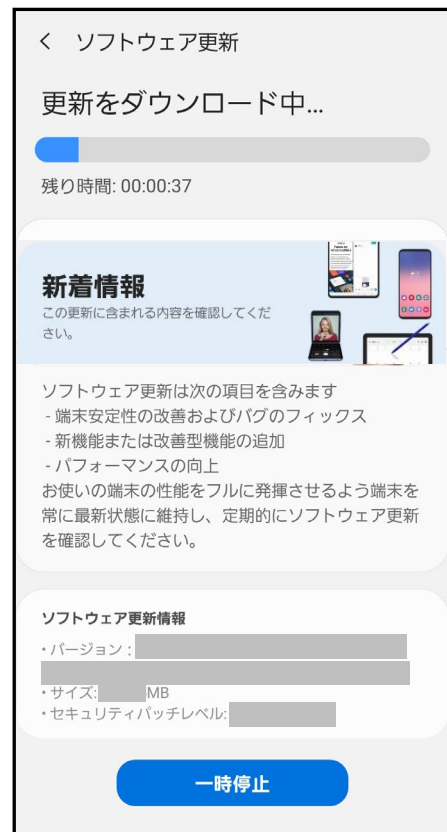 ソフトウェア更新
更新をダウンロード中...
残り時間: 00:00:37
新着情報
この更新に含まれる内容を確認してくだ
さい。
ソフトウェア更新は次の項目を含みます
- 端末安定性の改善およびバグのフィックス
- 新機能または改善型機能の追加
- パフォーマンスの向上
お使いの端末の性能をフルに発揮させるよう端末を
常に最新状態に維持し、定期的にソフトウェア更新
を確認してください。
ソフトウェア更新情報
・バージョン :
・サイズ: MB
・セキュリティパッチレベル:
一時停止